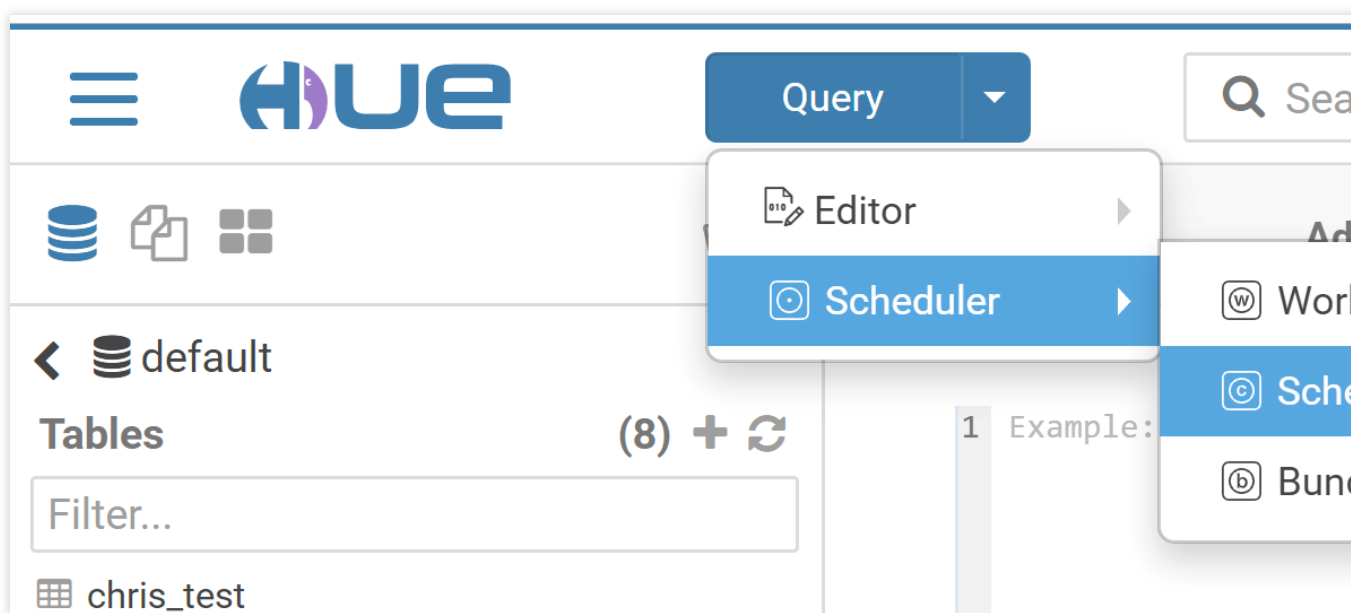 HUE
Query
Sea
Editor
Scheduler
Ad
Work
Sche
Bund
default
Tables (8)
1 Example:
Filter...
chris_test